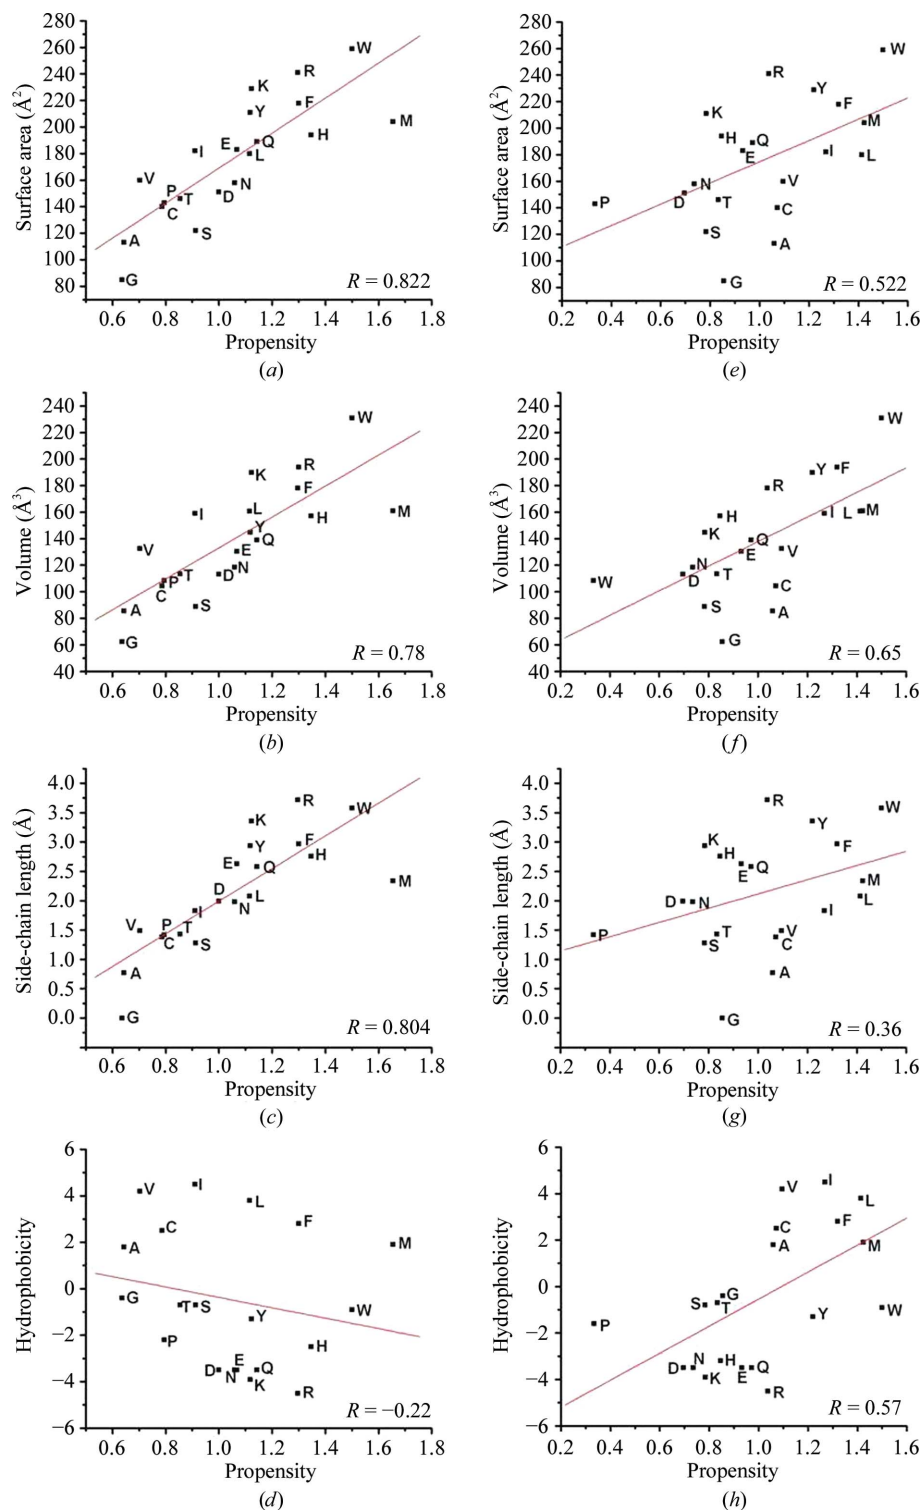 280
260
240
220
200
180
160
140
120
100
80
Surface area (Å²)
W
R
K
F
Y
M
H
E
Q
I
L
V
N
P
D
T
C
S
A
G
R = 0.822
0.6 0.8 1.0 1.2 1.4 1.6 1.8
Propensity
(a)
280
260
240
220
200
180
160
140
120
100
80
Surface area (Å²)
W
R
Y
F
K
M
H
Q
E
I
L
V
N
D
P
T
C
S
A
G
R = 0.522
0.2 0.4 0.6 0.8 1.0 1.2 1.4 1.6
Propensity
(e)
240
220
200
180
160
140
120
100
80
60
40
Volume (Å³)
W
R
K
F
L
M
I
H
Y
Q
V
E
N
T
D
P
C
S
A
G
R = 0.78
0.6 0.8 1.0 1.2 1.4 1.6 1.8
Propensity
(b)
240
220
200
180
160
140
120
100
80
60
40
Volume (Å³)
W
Y
F
R
I
L
M
H
K
Q
E
V
N
D
T
W
C
S
A
G
R = 0.65
0.2 0.4 0.6 0.8 1.0 1.2 1.4 1.6
Propensity
(f)
4.0
3.5
3.0
2.5
2.0
1.5
1.0
0.5
0.0
Side-chain length (Å)
R
W
K
F
Y
H
E
Q
M
D
L
N
I
V
P
T
C
S
A
G
R = 0.804
0.6 0.8 1.0 1.2 1.4 1.6 1.8
Propensity
(c)
4.0
3.5
3.0
2.5
2.0
1.5
1.0
0.5
0.0
Side-chain length (Å)
R
W
Y
K
F
H
Q
E
M
L
D
N
I
P
T
V
S
C
A
G
R = 0.36
0.2 0.4 0.6 0.8 1.0 1.2 1.4 1.6
Propensity
(g)
6
4
2
0
−2
−4
−6
Hydrophobicity
V
I
L
C
F
A
M
G
T
S
W
Y
P
H
D
E
N
Q
K
R
R = −0.22
0.6 0.8 1.0 1.2 1.4 1.6 1.8
Propensity
(d)
6
4
2
0
−2
−4
−6
Hydrophobicity
V
I
L
C
F
A
M
G
S
T
W
Y
P
D
N
H
E
Q
K
R
R = 0.57
0.2 0.4 0.6 0.8 1.0 1.2 1.4 1.6
Propensity
(h)